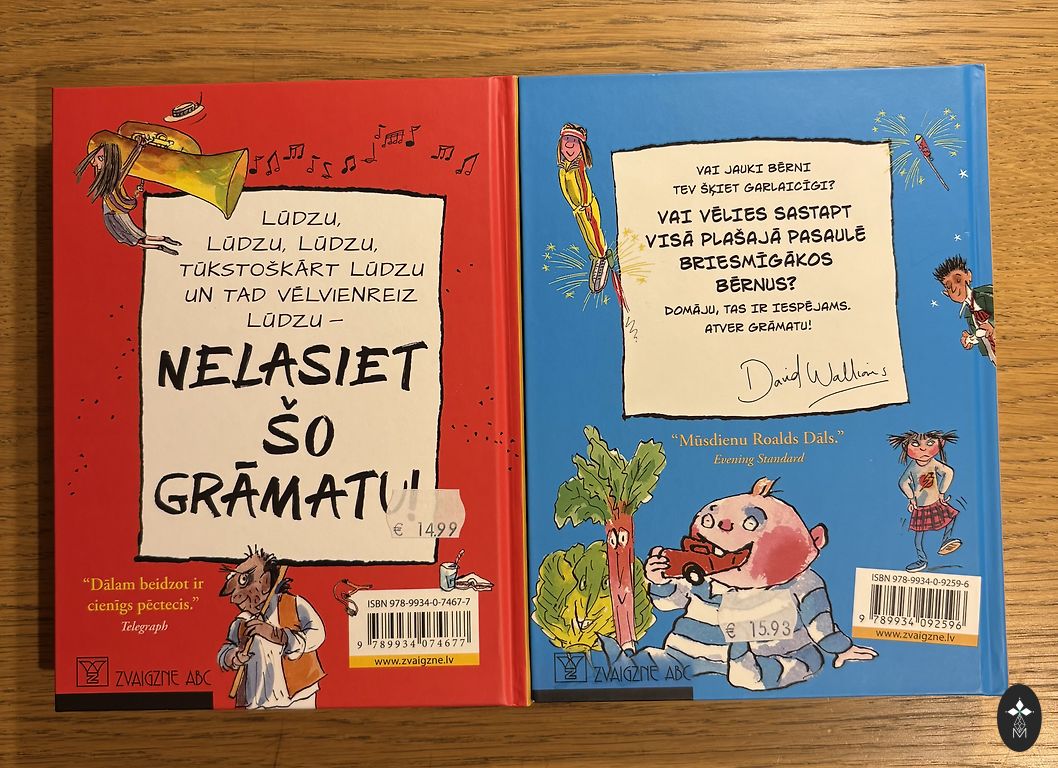 LŪDZU,
LŪDZU, LŪDZU,
TŪKSTOŠKĀRT LŪDZU
UN TAD VĒLVIENREIZ
LŪDZU –
NELASIET
ŠO
GRĀMATU!
€ 14.99
“Dālam beidzot ir
cienīgs pēctecis.”
Telegraph
ISBN 978-9934-0-7467-7
9 789934 074677
www.zvaigzne.lv
ZVAIGZNE ABC
VAI JAUKI BĒRNI
TEV ŠĶIET GARLAICĪGI?
VAI VĒLIES SASTAPT
VISĀ PLAŠAJĀ PASAULĒ
BRIESMĪGĀKOS
BĒRNUS?
DOMĀJU, TAS IR IESPĒJAMS.
ATVER GRĀMATU!
David Walliams
“Mūsdienu Roalds Dāls.”
Evening Standard
€ 15.93
ISBN 978-9934-0-9259-6
9 789934 092596
www.zvaigzne.lv
ZVAIGZNE ABC
M